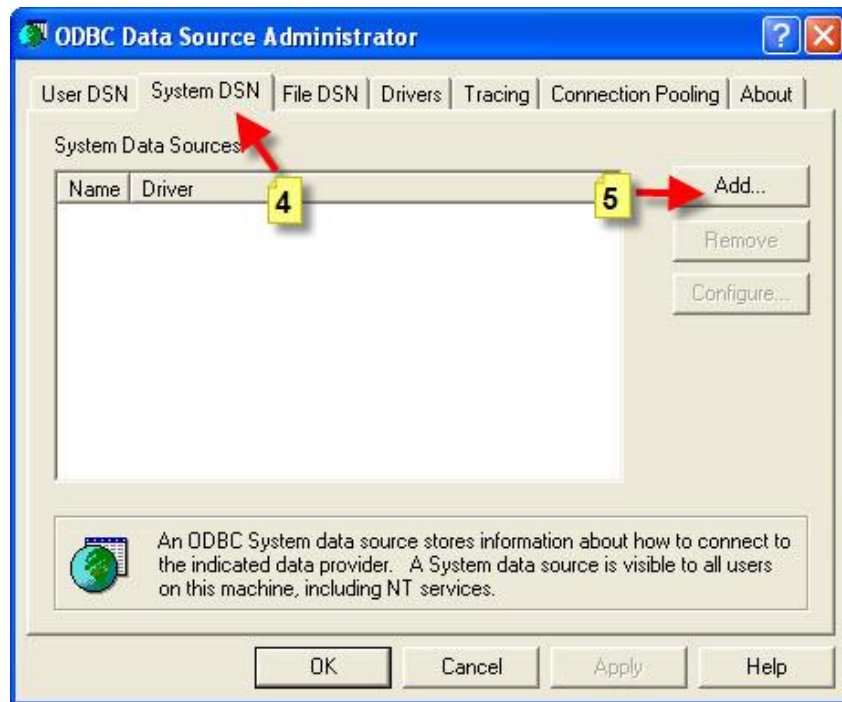 ODBC Data Source Administrator
User DSN System DSN File DSN Drivers Tracing Connection Pooling About
System Data Sources
Name Driver
4
5
Add...
Remove
Configure...
An ODBC System data source stores information about how to connect to
the indicated data provider. A System data source is visible to all users
on this machine, including NT services.
OK Cancel Apply Help